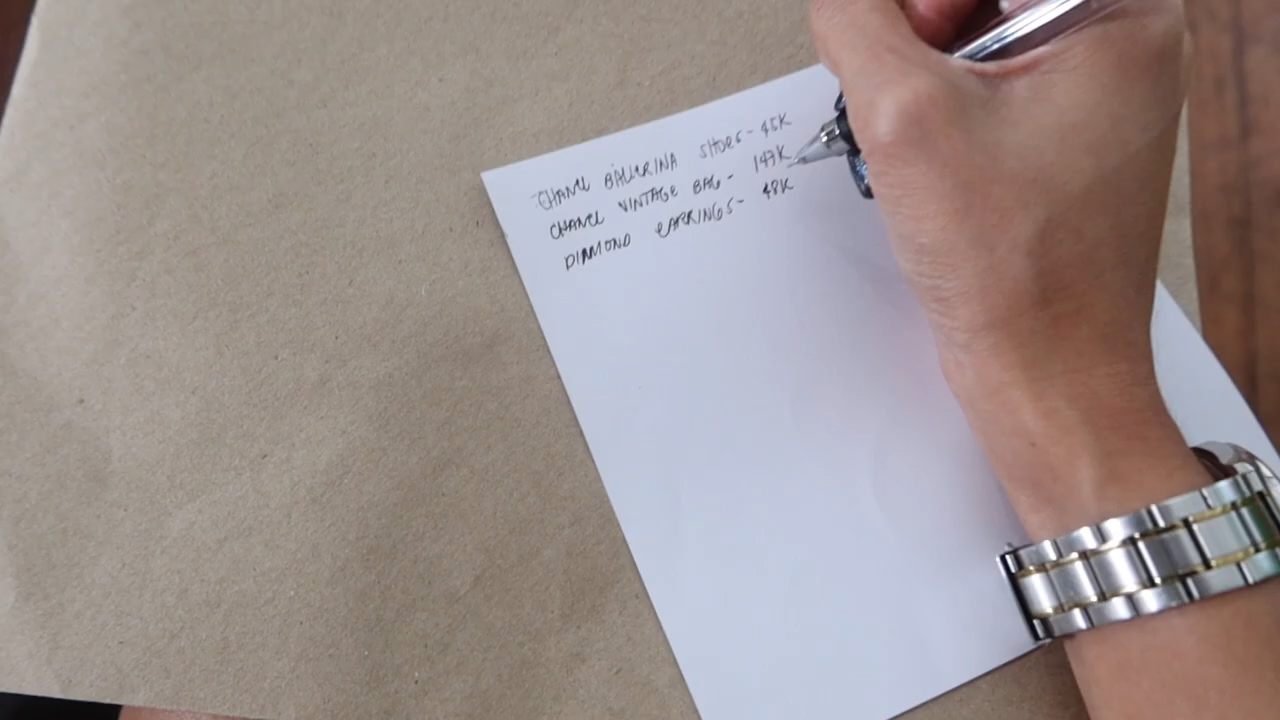 CHANEL BALLERINA SHOES - 45K
CHANEL VINTAGE BAG - 147K
DIAMOND EARRINGS - 48K